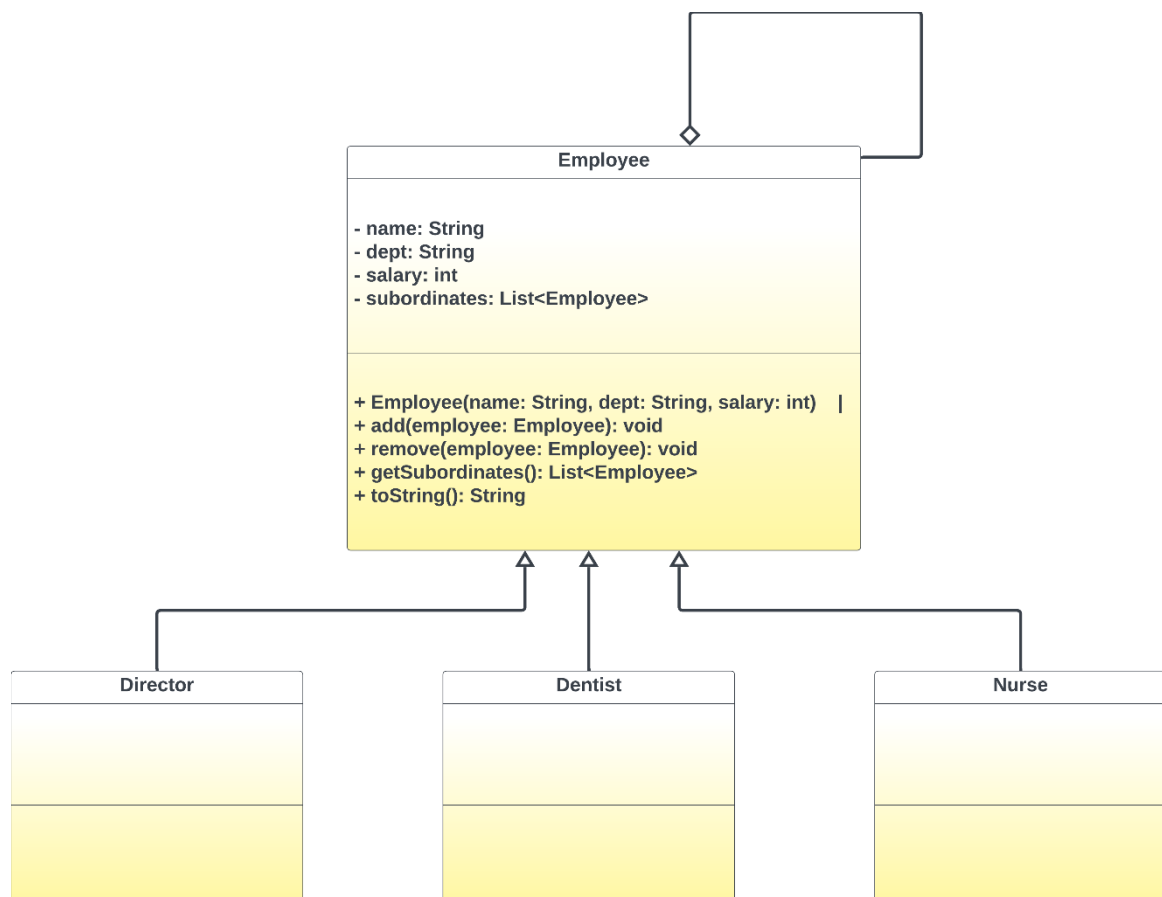 Employee
- name: String
- dept: String
- salary: int
- subordinates: List<Employee>
+ Employee(name: String, dept: String, salary: int) |
+ add(employee: Employee): void
+ remove(employee: Employee): void
+ getSubordinates(): List<Employee>
+ toString(): String
Director
Dentist
Nurse